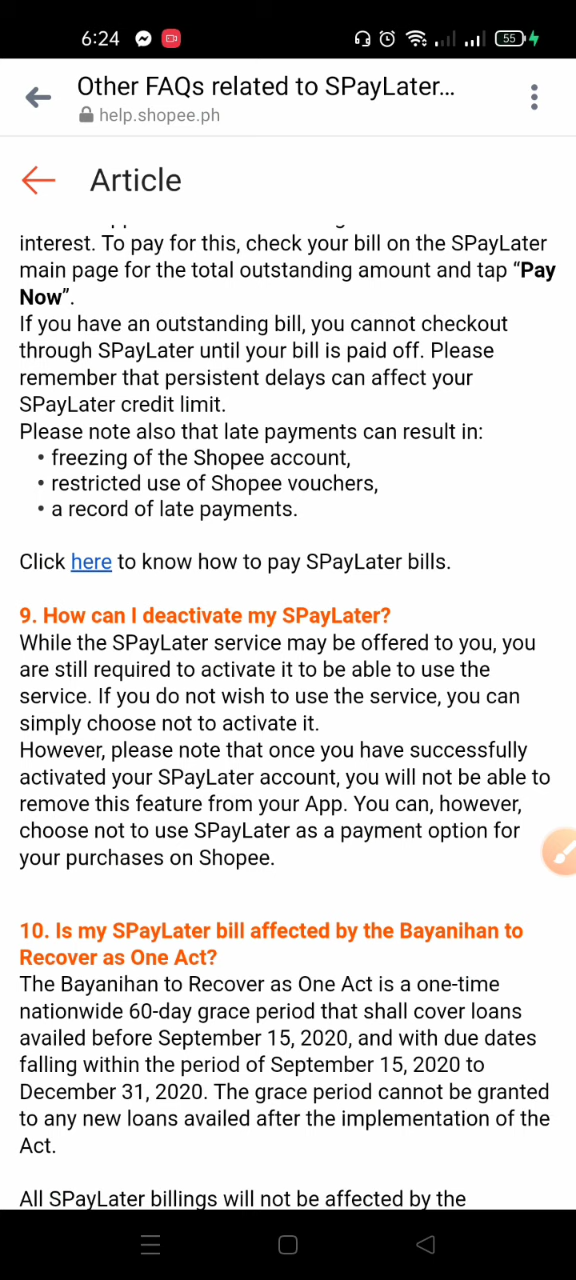 6:24
55
Other FAQs related to SPayLater...
help.shopee.ph
Article
interest. To pay for this, check your bill on the SPayLater
main page for the total outstanding amount and tap “Pay
Now”.
If you have an outstanding bill, you cannot checkout
through SPayLater until your bill is paid off. Please
remember that persistent delays can affect your
SPayLater credit limit.
Please note also that late payments can result in:
• freezing of the Shopee account,
• restricted use of Shopee vouchers,
• a record of late payments.
Click here to know how to pay SPayLater bills.
9. How can I deactivate my SPayLater?
While the SPayLater service may be offered to you, you
are still required to activate it to be able to use the
service. If you do not wish to use the service, you can
simply choose not to activate it.
However, please note that once you have successfully
activated your SPayLater account, you will not be able to
remove this feature from your App. You can, however,
choose not to use SPayLater as a payment option for
your purchases on Shopee.
10. Is my SPayLater bill affected by the Bayanihan to
Recover as One Act?
The Bayanihan to Recover as One Act is a one-time
nationwide 60-day grace period that shall cover loans
availed before September 15, 2020, and with due dates
falling within the period of September 15, 2020 to
December 31, 2020. The grace period cannot be granted
to any new loans availed after the implementation of the
Act.
All SPayLater billings will not be affected by the